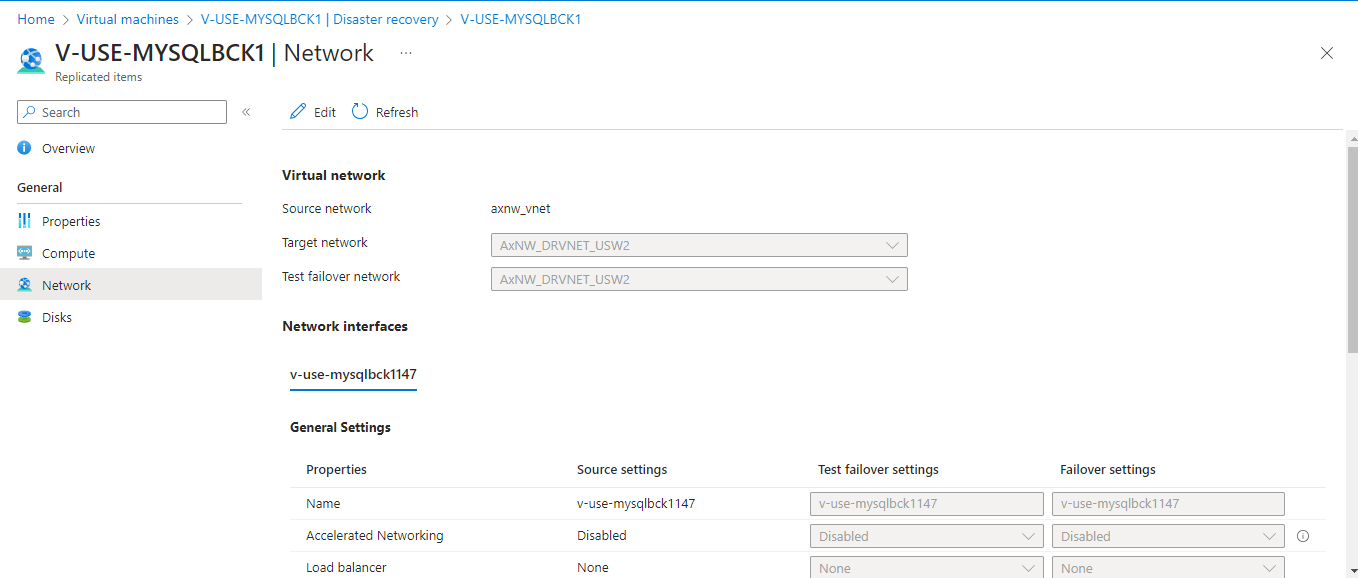 Home > Virtual machines > V-USE-MYSQLBCK1 | Disaster recovery > V-USE-MYSQLBCK1
V-USE-MYSQLBCK1 | Network ...
Replicated items
Search «
Edit Refresh
Overview
General
Properties
Compute
Network
Disks
Virtual network
Source network axnw_vnet
Target network AxNW_DRVNET_USW2
Test failover network AxNW_DRVNET_USW2
Network interfaces
v-use-mysqlbck1147
General Settings
Properties Source settings Test failover settings Failover settings
Name v-use-mysqlbck1147 v-use-mysqlbck1147 v-use-mysqlbck1147
Accelerated Networking Disabled Disabled Disabled
Load balancer None None None